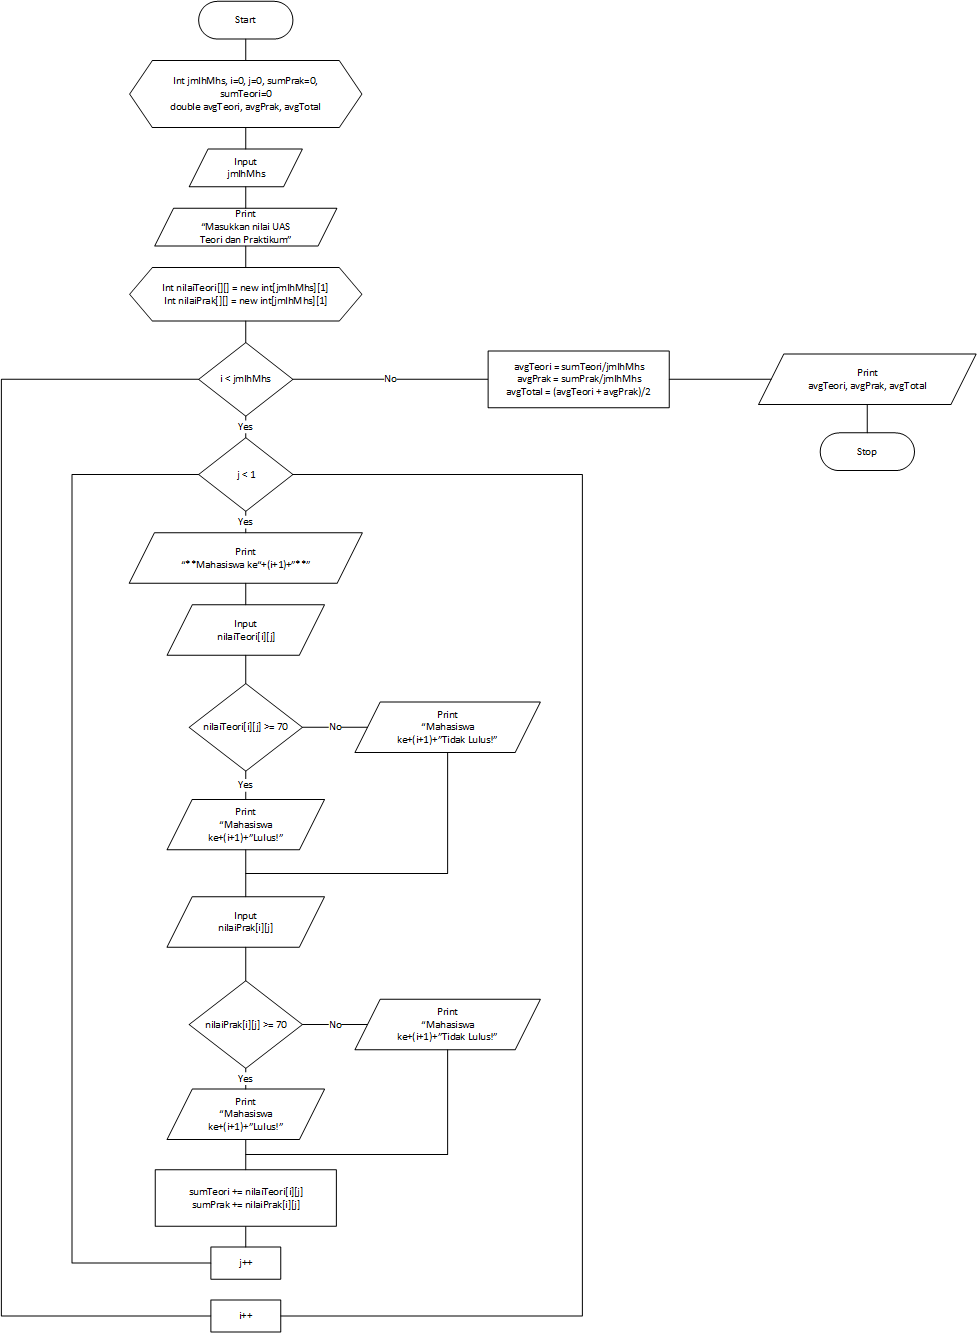 Start
Int jmlhMhs, i=0, j=0, sumPrak=0,
sumTeori=0
double avgTeori, avgPrak, avgTotal
Input
jmlhMhs
Print
“Masukkan nilai UAS
Teori dan Praktikum”
Int nilaiTeori[][] = new int[jmlhMhs][1]
Int nilaiPrak[][] = new int[jmlhMhs][1]
i < jmlhMhs
No
avgTeori = sumTeori/jmlhMhs
avgPrak = sumPrak/jmlhMhs
avgTotal = (avgTeori + avgPrak)/2
Print
avgTeori, avgPrak, avgTotal
Stop
Yes
j < 1
Yes
Print
“**Mahasiswa ke”+(i+1)+”**”
Input
nilaiTeori[i][j]
nilaiTeori[i][j] >= 70
No
Print
“Mahasiswa
ke+(i+1)+”Tidak Lulus!”
Yes
Print
“Mahasiswa
ke+(i+1)+”Lulus!”
Input
nilaiPrak[i][j]
nilaiPrak[i][j] >= 70
No
Print
“Mahasiswa
ke+(i+1)+”Tidak Lulus!”
Yes
Print
“Mahasiswa
ke+(i+1)+”Lulus!”
sumTeori += nilaiTeori[i][j]
sumPrak += nilaiPrak[i][j]
j++
i++